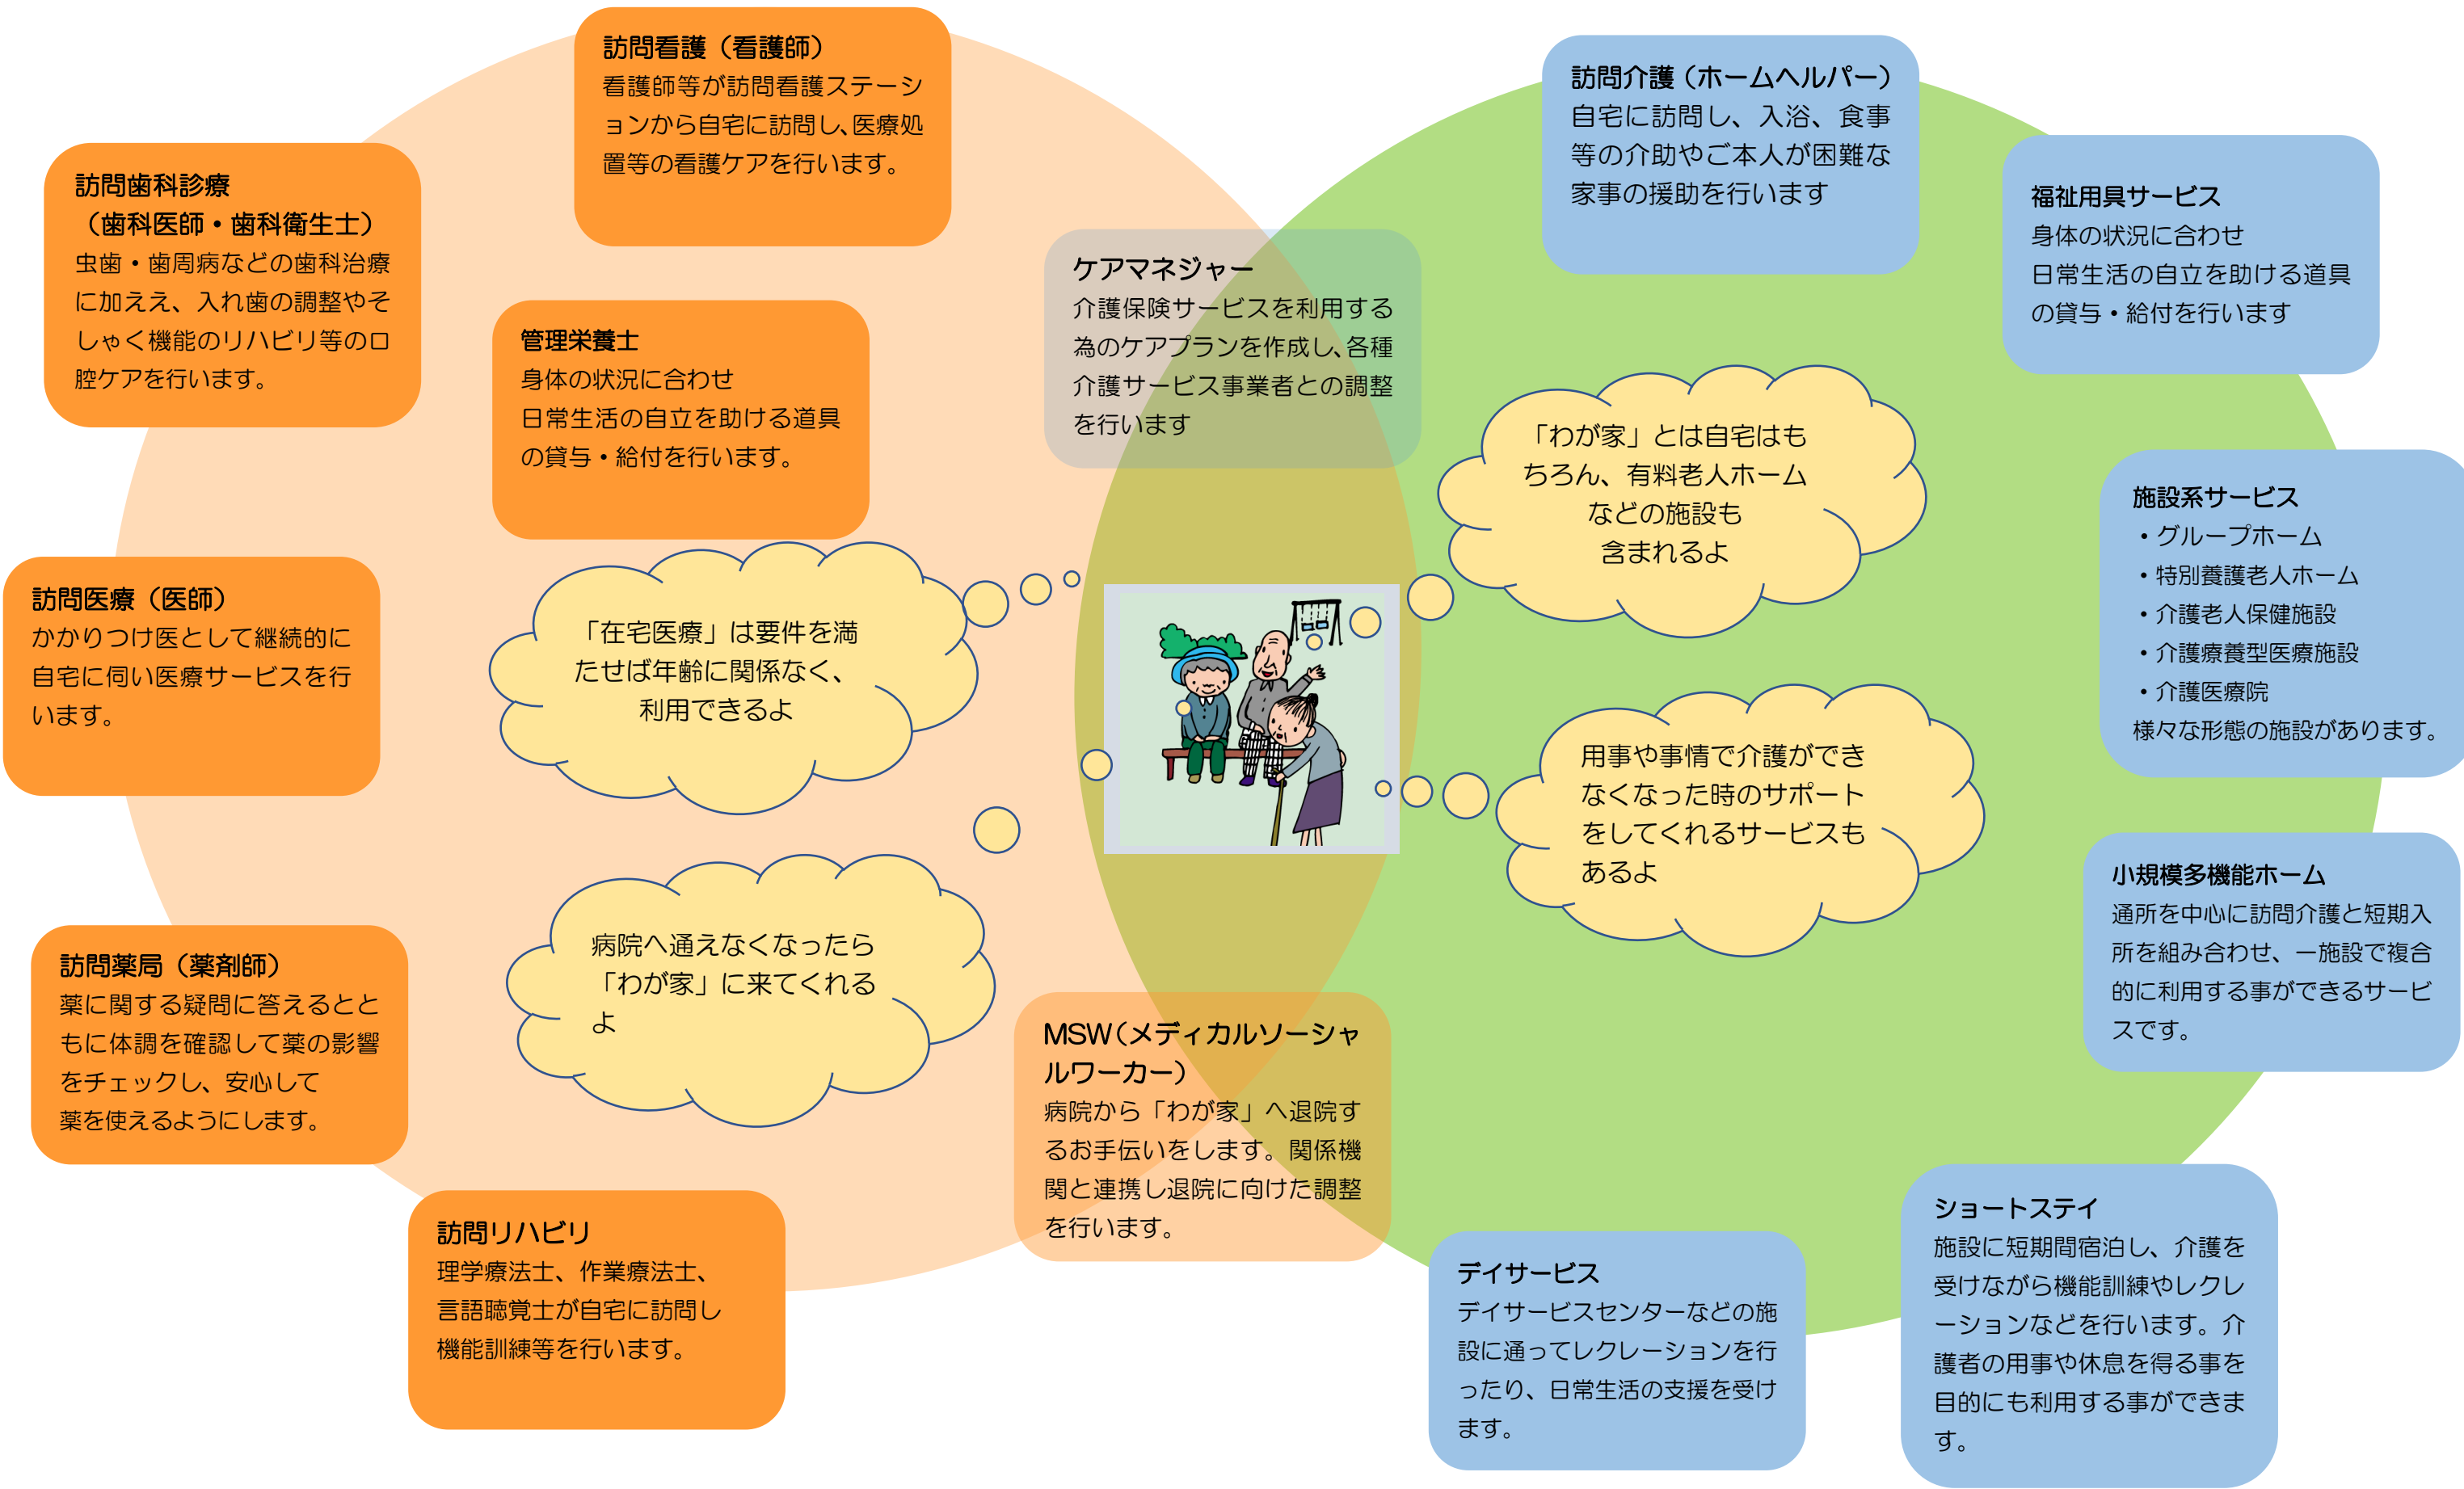 訪問看護（看護師）
看護師等が訪問看護ステーシ
ョンから自宅に訪問し、医療処
置等の看護ケアを行います。
訪問介護（ホームヘルパー）
自宅に訪問し、入浴、食事
等の介助やご本人が困難な
家事の援助を行います
訪問歯科診療
（歯科医師・歯科衛生士）
虫歯・歯周病などの歯科治療
に加ええ、入れ歯の調整やそ
しゃく機能のリハビリ等の口
腔ケアを行います。
福祉用具サービス
身体の状況に合わせ
日常生活の自立を助ける道具
の貸与・給付を行います
ケアマネジャー
介護保険サービスを利用する
為のケアプランを作成し、各種
介護サービス事業者との調整
を行います
管理栄養士
身体の状況に合わせ
日常生活の自立を助ける道具
の貸与・給付を行います。
「わが家」とは自宅はも
ちろん、有料老人ホーム
などの施設も
含まれるよ
施設系サービス
・グループホーム
・特別養護老人ホーム
・介護老人保健施設
・介護療養型医療施設
・介護医療院
様々な形態の施設があります。
訪問医療（医師）
かかりつけ医として継続的に
自宅に伺い医療サービスを行
います。
「在宅医療」は要件を満
たせば年齢に関係なく、
利用できるよ
用事や事情で介護ができ
なくなった時のサポート
をしてくれるサービスも
あるよ
小規模多機能ホーム
通所を中心に訪問介護と短期入
所を組み合わせ、一施設で複合
的に利用する事ができるサービ
スです。
病院へ通えなくなったら
「わが家」に来てくれる
よ
訪問薬局（薬剤師）
薬に関する疑問に答えるとと
もに体調を確認して薬の影響
をチェックし、安心して
薬を使えるようにします。
MSW（メディカルソーシャ
ルワーカー）
病院から「わが家」へ退院す
るお手伝いをします。関係機
関と連携し退院に向けた調整
を行います。
訪問リハビリ
理学療法士、作業療法士、
言語聴覚士が自宅に訪問し
機能訓練等を行います。
デイサービス
デイサービスセンターなどの施
設に通ってレクレーションを行
ったり、日常生活の支援を受け
ます。
ショートステイ
施設に短期間宿泊し、介護を
受けながら機能訓練やレクレ
ーションなどを行います。介
護者の用事や休息を得る事を
目的にも利用する事ができま
す。